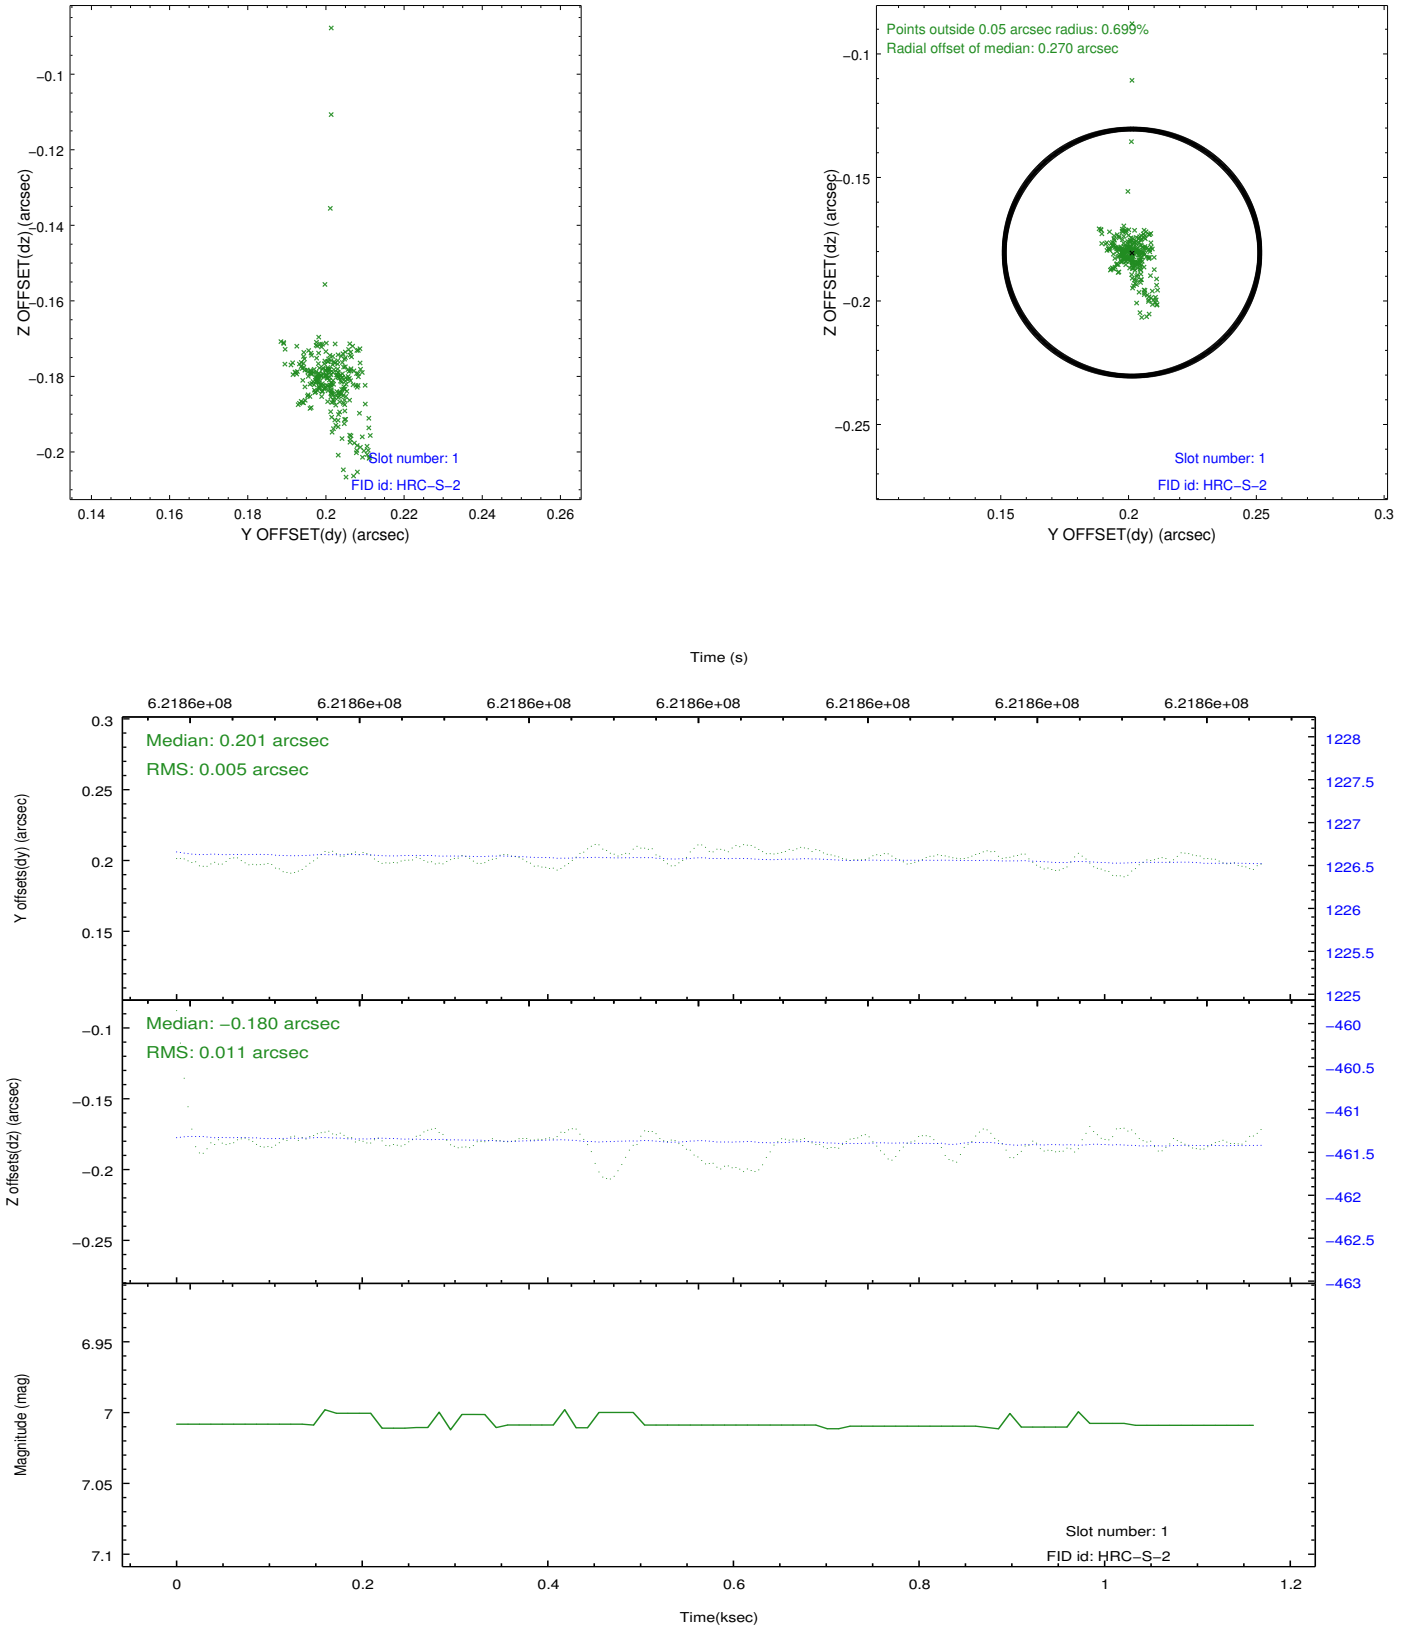 −0.1
−0.12
−0.14
−0.16
−0.18
−0.2
Z OFFSET(dz) (arcsec)
Slot number: 1
FID id: HRC−S−2
0.14 0.16 0.18 0.2 0.22 0.24 0.26
Y OFFSET(dy) (arcsec)
Points outside 0.05 arcsec radius: 0.699%
Radial offset of median: 0.270 arcsec
−0.1
−0.15
−0.2
−0.25
Z OFFSET(dz) (arcsec)
Slot number: 1
FID id: HRC−S−2
0.15 0.2 0.25 0.3
Y OFFSET(dy) (arcsec)
Time (s)
6.2186e+08 6.2186e+08 6.2186e+08 6.2186e+08 6.2186e+08 6.2186e+08 6.2186e+08
Median: 0.201 arcsec
RMS: 0.005 arcsec
0.3
0.25
0.2
0.15
Y offsets(dy) (arcsec)
1228
1227.5
1227
1226.5
1226
1225.5
1225
Median: −0.180 arcsec
RMS: 0.011 arcsec
−0.1
−0.15
−0.2
−0.25
Z offsets(dz) (arcsec)
−460
−460.5
−461
−461.5
−462
−462.5
−463
6.95
7
7.05
7.1
Magnitude (mag)
Slot number: 1
FID id: HRC−S−2
0 0.2 0.4 0.6 0.8 1 1.2
Time(ksec)